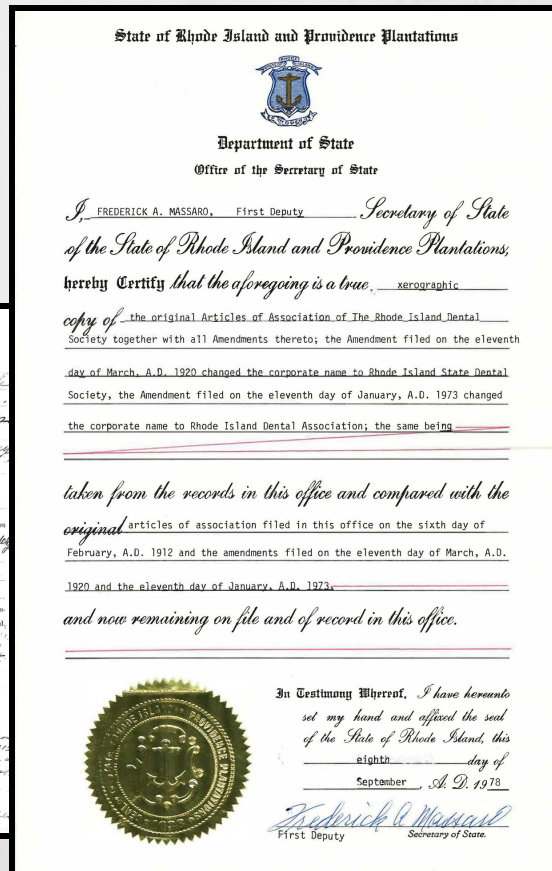 State of Rhode Island and Providence Plantations
Department of State
Office of the Secretary of State
I, FREDERICK A. MASSARO, First Deputy Secretary of State
of the State of Rhode Island and Providence Plantations,
hereby Certify that the aforegoing is a true xerographic
copy of the original Articles of Association of The Rhode Island Dental
Society together with all Amendments thereto; the Amendment filed on the eleventh
day of March, A.D. 1920 changed the corporate name to Rhode Island State Dental
Society, the Amendment filed on the eleventh day of January, A.D. 1973 changed
the corporate name to Rhode Island Dental Association; the same being
taken from the records in this office and compared with the
original articles of association filed in this office on the sixth day of
February, A.D. 1912 and the amendments filed on the eleventh day of March, A.D.
1920 and the eleventh day of January, A.D. 1973,
and now remaining on file and of record in this office.
In Testimony Whereof, I have hereunto
set my hand and affixed the seal
of the State of Rhode Island, this
eighth day of
September A. D. 1978
Frederick A Massaro
First Deputy Secretary of State.